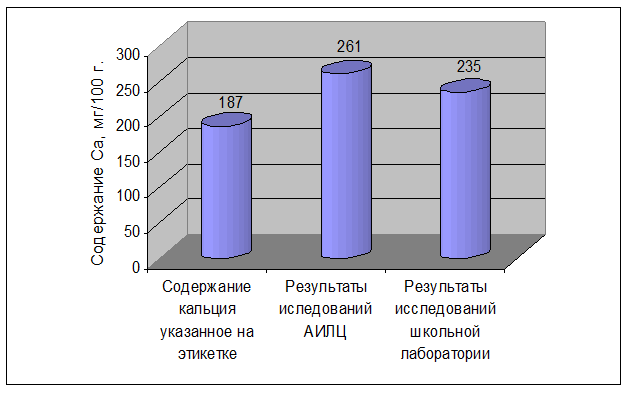 Содержание Ca, мг/100 г.
300
250
200
150
100
50
0
187
261
235
Содержание
кальция
указанное на
этикетке
Результаты
иследований
АИЛЦ
Результаты
исследований
школьной
лаборатории